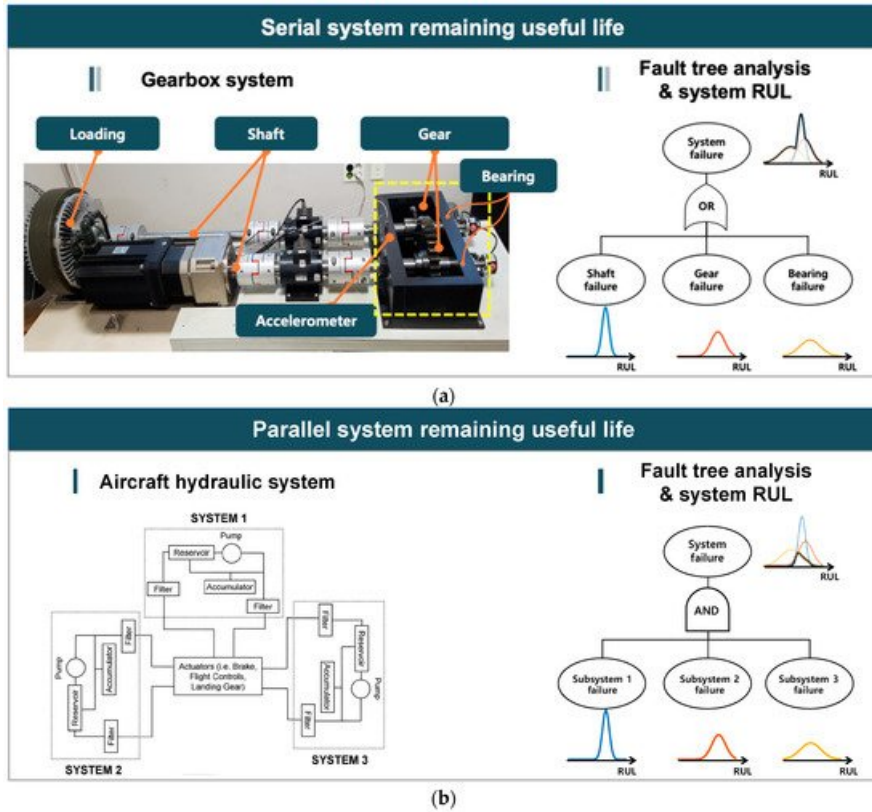 Serial system remaining useful life
Gearbox system
Fault tree analysis
& system RUL
Loading
Shaft
Gear
Bearing
Accelerometer
System
failure
RUL
OR
Shaft
failure
Gear
failure
Bearing
failure
RUL
RUL
RUL
(a)
Parallel system remaining useful life
Aircraft hydraulic system
Fault tree analysis
& system RUL
SYSTEM 1
Pump
Reservoir
Accumulator
Filter
Filter
SYSTEM 2
Pump
Reservoir
Accumulator
Filter
Filter
Actuators (i.e. Brake,
Flight Controls,
Landing Gear)
Filter
Reservoir
Accumulator
Pump
Filter
SYSTEM 3
System
failure
RUL
AND
Subsystem 1
failure
Subsystem 2
failure
Subsystem 3
failure
RUL
RUL
RUL
(b)